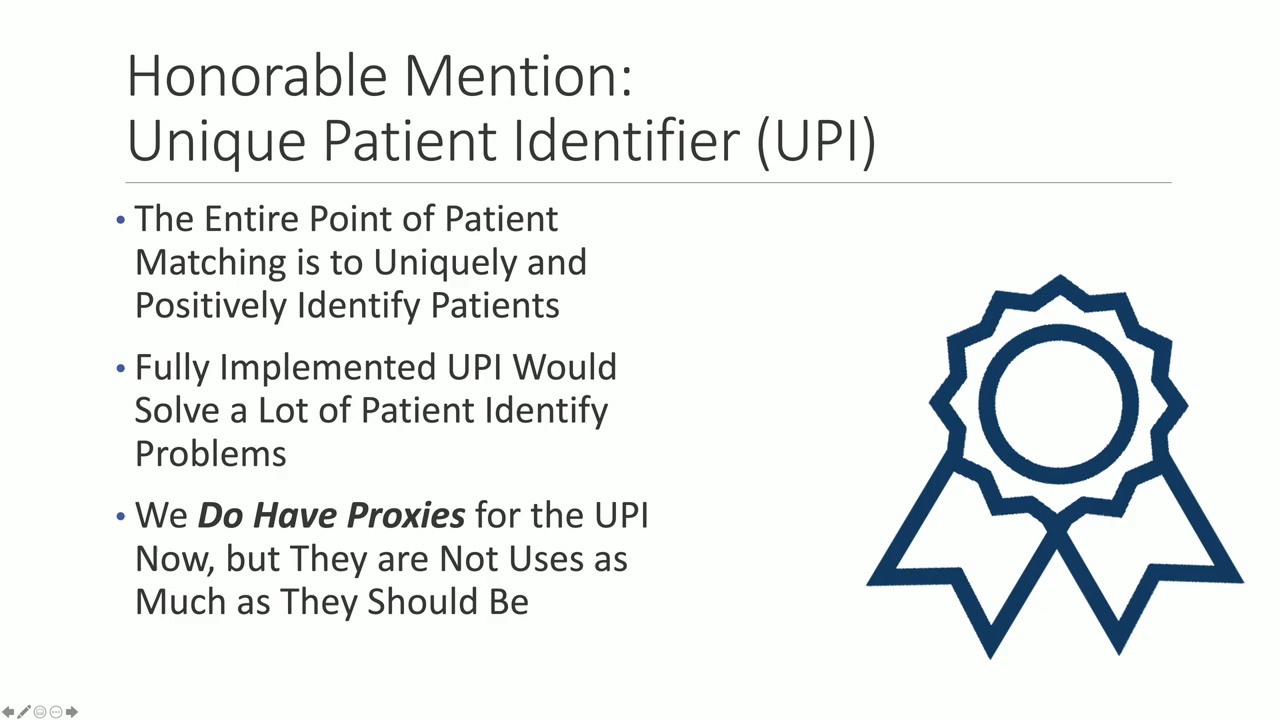 Honorable Mention:
Unique Patient Identifier (UPI)
• The Entire Point of Patient
Matching is to Uniquely and
Positively Identify Patients
• Fully Implemented UPI Would
Solve a Lot of Patient Identify
Problems
• We Do Have Proxies for the UPI
Now, but They are Not Uses as
Much as They Should Be